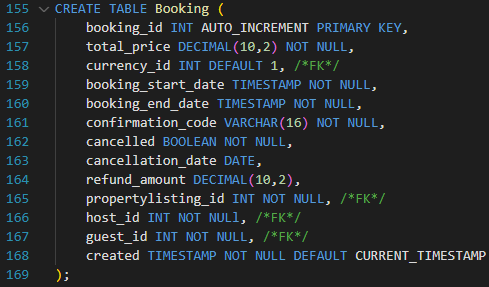 155 CREATE TABLE Booking (
156 booking_id INT AUTO_INCREMENT PRIMARY KEY,
157 total_price DECIMAL(10,2) NOT NULL,
158 currency_id INT DEFAULT 1, /*FK*/
159 booking_start_date TIMESTAMP NOT NULL,
160 booking_end_date TIMESTAMP NOT NULL,
161 confirmation_code VARCHAR(16) NOT NULL,
162 cancelled BOOLEAN NOT NULL,
163 cancellation_date DATE,
164 refund_amount DECIMAL(10,2),
165 propertylisting_id INT NOT NULL, /*FK*/
166 host_id INT NOT NULl, /*FK*/
167 guest_id INT NOT NULL, /*FK*/
168 created TIMESTAMP NOT NULL DEFAULT CURRENT_TIMESTAMP
169 );